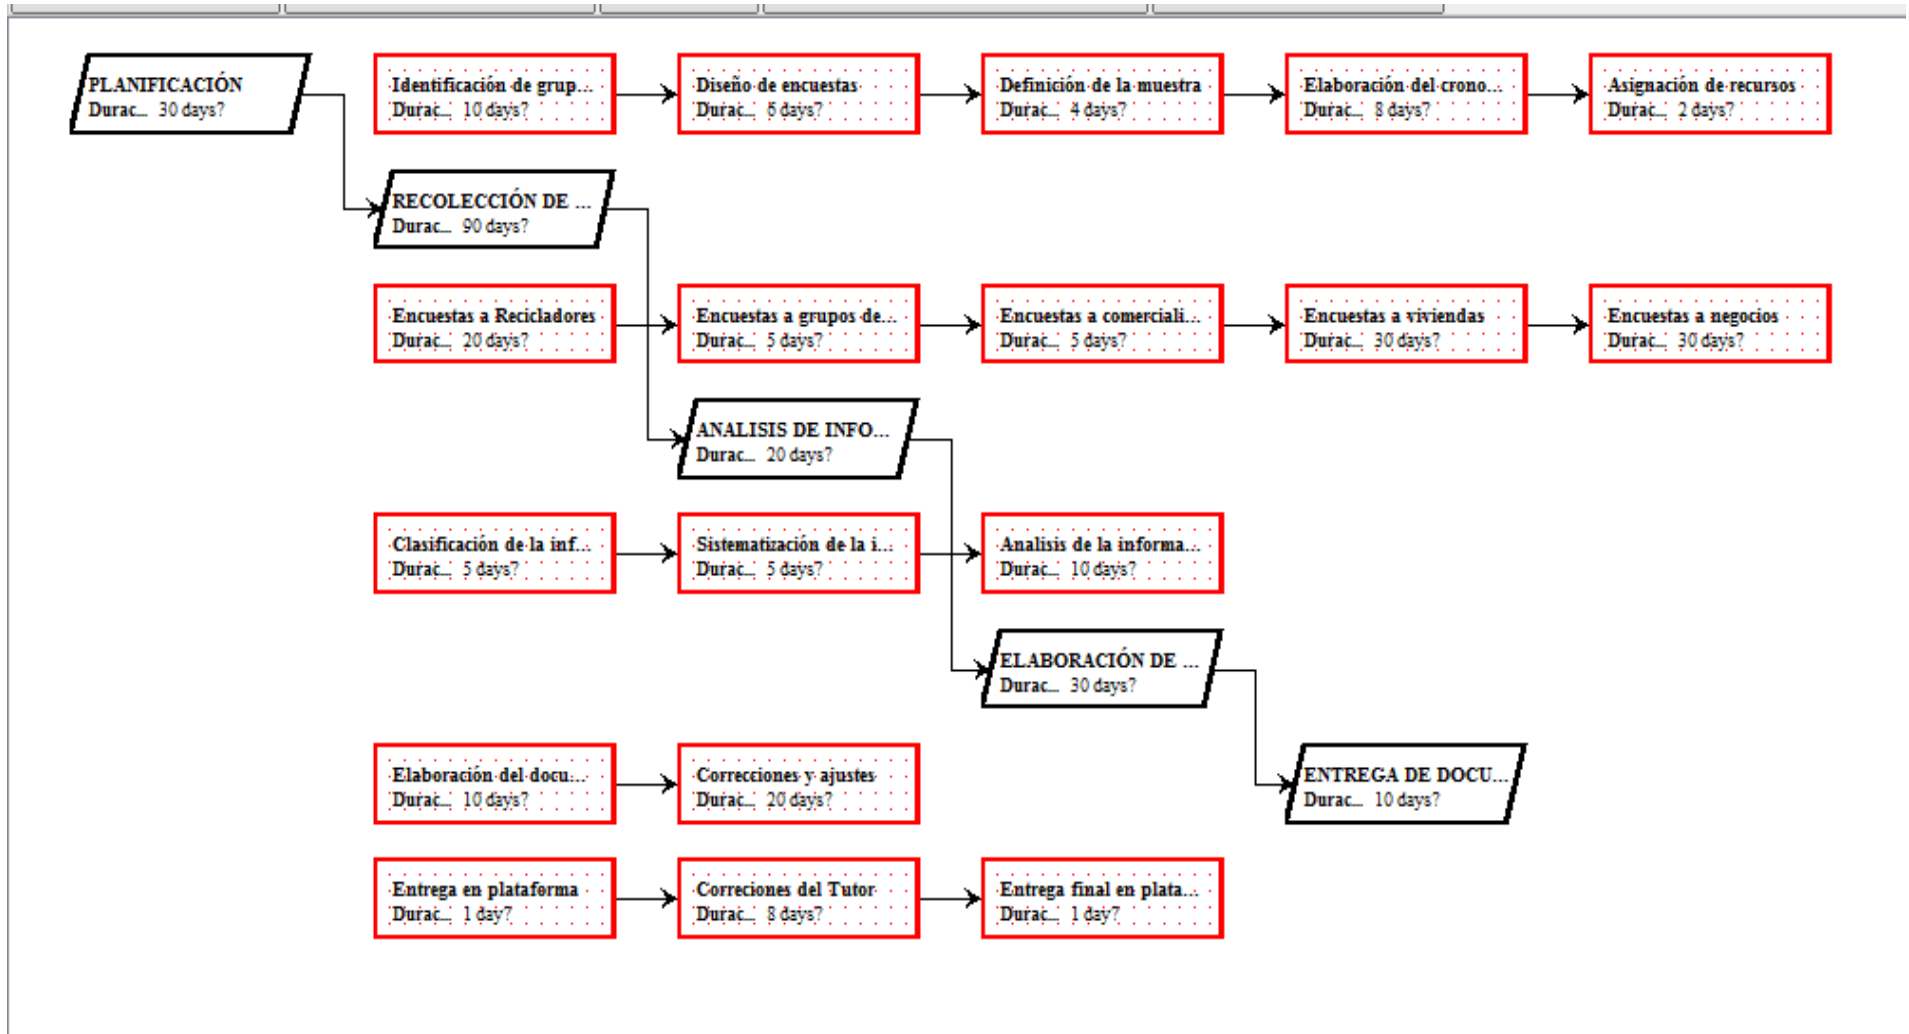 PLANIFICACIÓN
Durac... 30 days?
Identificación de grup...
Durac... 10 days?
Diseño de encuestas
Durac... 6 days?
Definición de la muestra
Durac... 4 days?
Elaboración del crono...
Durac... 8 days?
Asignación de recursos
Durac... 2 days?
RECOLECCIÓN DE ...
Durac... 90 days?
Encuestas a Recicladores
Durac... 20 days?
Encuestas a grupos de...
Durac... 5 days?
Encuestas a comerciali...
Durac... 5 days?
Encuestas a viviendas
Durac... 30 days?
Encuestas a negocios
Durac... 30 days?
ANALISIS DE INFO...
Durac... 20 days?
Clasificación de la inf...
Durac... 5 days?
Sistematización de la i...
Durac... 5 days?
Analisis de la informa...
Durac... 10 days?
ELABORACIÓN DE ...
Durac... 30 days?
Elaboración del docu...
Durac... 10 days?
Correcciones y ajustes
Durac... 20 days?
ENTREGA DE DOCU...
Durac... 10 days?
Entrega en plataforma
Durac... 1 day?
Correciones del Tutor
Durac... 8 days?
Entrega final en plata...
Durac... 1 day?